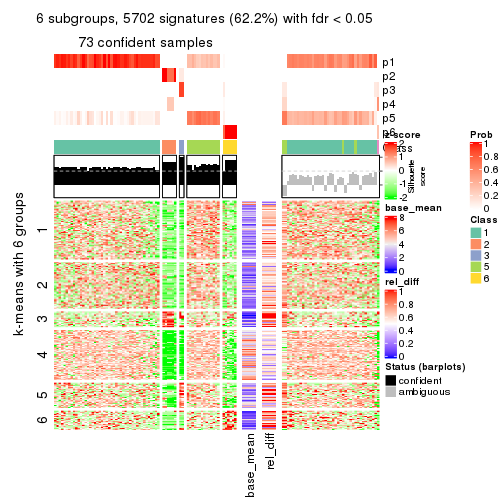 6 subgroups, 5702 signatures (62.2%) with fdr < 0.05
73 confident samples
p1
p2
p3
p4
p5
p6
Class
Silhouette
score
k-means with 6 groups
1
2
3
4
5
6
base_mean
rel_diff
z-score
2
1
0
-1
-2
base_mean
8
6
4
2
0
rel_diff
1
0.8
0.6
0.4
0.2
0
Status (barplots)
confident
ambiguous
Prob
1
0.8
0.6
0.4
0.2
0
Class
1
2
3
5
6